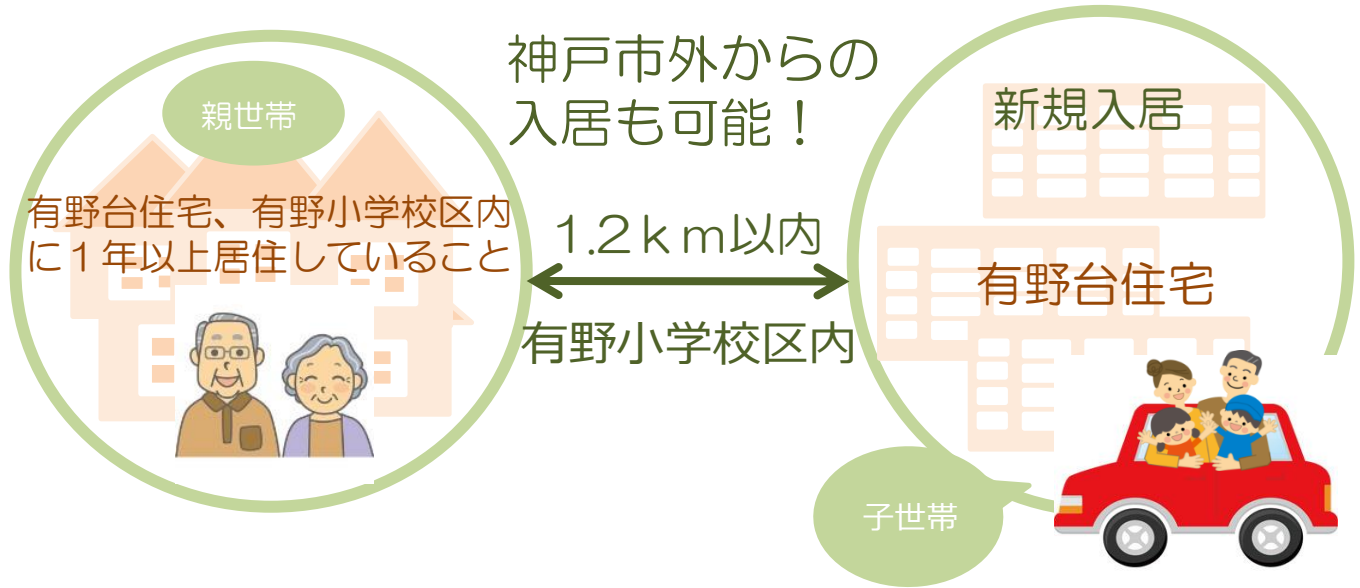 親世帯
有野台住宅、有野小学校区内
に1年以上居住していること
神戸市外からの
入居も可能！
1.2km以内
有野小学校区内
新規入居
有野台住宅
子世帯